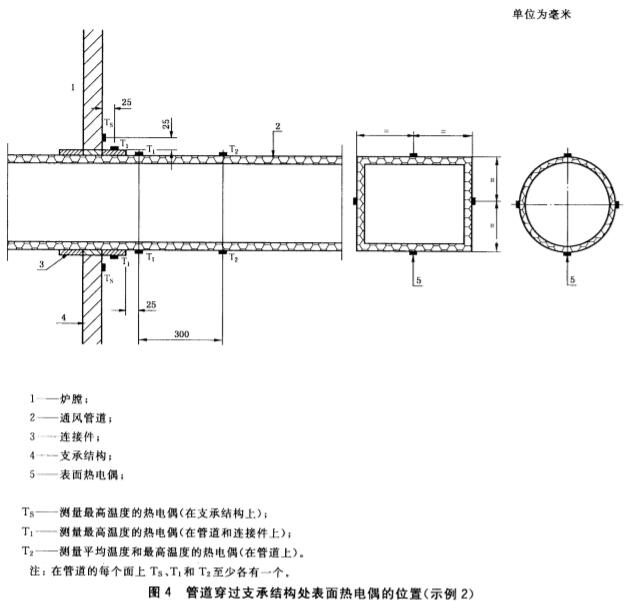 单位为毫米
1
25
Ts
T1
25
T1
T2
2
3
T1
T1
T2
Ts
25
4
300
=
=
=
=
5
5
1——炉膛；
2——通风管道；
3——连接件；
4——支承结构；
5——表面热电偶；
Ts——测量最高温度的热电偶(在支承结构上)；
T1——测量最高温度的热电偶(在管道和连接件上)；
T2——测量平均温度和最高温度的热电偶(在管道上)。
注：在管道的每个面上 Ts、T1和 T2至少各有一个。
图 4 管道穿过支承结构处表面热电偶的位置(示例 2)